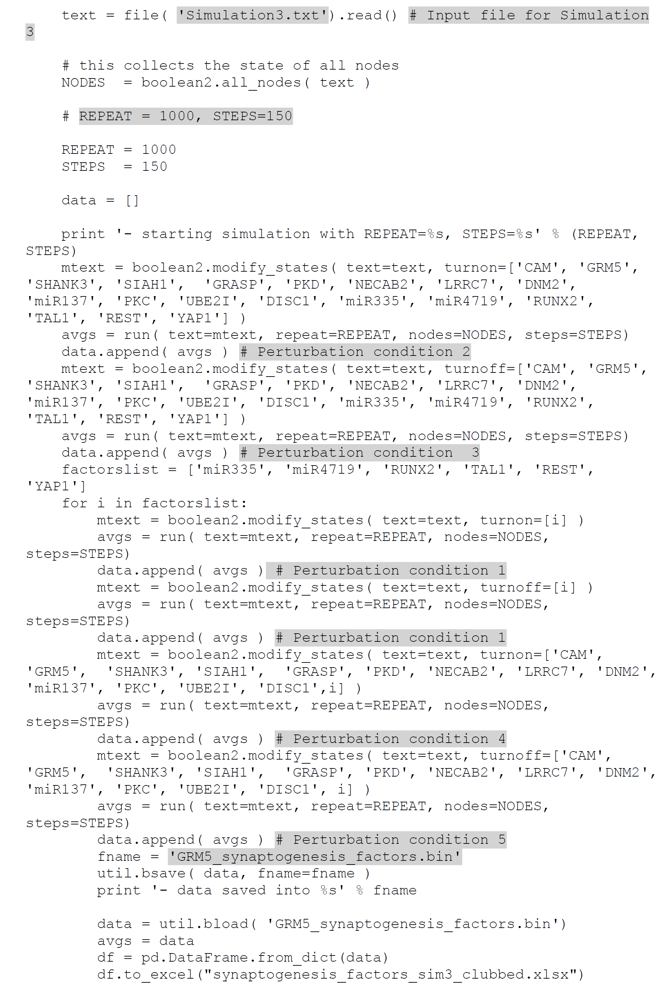 text = file( 'Simulation3.txt').read() # Input file for Simulation
3

    # this collects the state of all nodes
    NODES  = boolean2.all_nodes( text )

    # REPEAT = 1000, STEPS=150

    REPEAT = 1000
    STEPS  = 150

    data = []

    print '- starting simulation with REPEAT=%s, STEPS=%s' % (REPEAT,
STEPS)
    mtext = boolean2.modify_states( text=text, turnon=['CAM', 'GRM5',
'SHANK3', 'SIAH1',  'GRASP', 'PKD', 'NECAB2', 'LRRC7', 'DNM2',
'miR137', 'PKC', 'UBE2I', 'DISC1', 'miR335', 'miR4719', 'RUNX2',
'TAL1', 'REST', 'YAP1'] )
    avgs = run( text=mtext, repeat=REPEAT, nodes=NODES, steps=STEPS)
    data.append( avgs ) # Perturbation condition 2
    mtext = boolean2.modify_states( text=text, turnoff=['CAM', 'GRM5',
'SHANK3', 'SIAH1',  'GRASP', 'PKD', 'NECAB2', 'LRRC7', 'DNM2',
'miR137', 'PKC', 'UBE2I', 'DISC1', 'miR335', 'miR4719', 'RUNX2',
'TAL1', 'REST', 'YAP1'] )
    avgs = run( text=mtext, repeat=REPEAT, nodes=NODES, steps=STEPS)
    data.append( avgs ) # Perturbation condition  3
    factorslist = ['miR335', 'miR4719', 'RUNX2', 'TAL1', 'REST',
'YAP1']
    for i in factorslist:
        mtext = boolean2.modify_states( text=text, turnon=[i] )
        avgs = run( text=mtext, repeat=REPEAT, nodes=NODES,
steps=STEPS)
        data.append( avgs ) # Perturbation condition 1
        mtext = boolean2.modify_states( text=text, turnoff=[i] )
        avgs = run( text=mtext, repeat=REPEAT, nodes=NODES,
steps=STEPS)
        data.append( avgs ) # Perturbation condition 1
        mtext = boolean2.modify_states( text=text, turnon=['CAM',
'GRM5',  'SHANK3', 'SIAH1',  'GRASP', 'PKD', 'NECAB2', 'LRRC7', 'DNM2',
'miR137', 'PKC', 'UBE2I', 'DISC1',i] )
        avgs = run( text=mtext, repeat=REPEAT, nodes=NODES,
steps=STEPS)
        data.append( avgs ) # Perturbation condition 4
        mtext = boolean2.modify_states( text=text, turnoff=['CAM',
'GRM5',  'SHANK3', 'SIAH1',  'GRASP', 'PKD', 'NECAB2', 'LRRC7', 'DNM2',
'miR137', 'PKC', 'UBE2I', 'DISC1', i] )
        avgs = run( text=mtext, repeat=REPEAT, nodes=NODES,
steps=STEPS)
        data.append( avgs ) # Perturbation condition 5
        fname = 'GRM5_synaptogenesis_factors.bin'
        util.bsave( data, fname=fname )
        print '- data saved into %s' % fname

        data = util.bload( 'GRM5_synaptogenesis_factors.bin')
        avgs = data
        df = pd.DataFrame.from_dict(data)
        df.to_excel("synaptogenesis_factors_sim3_clubbed.xlsx")